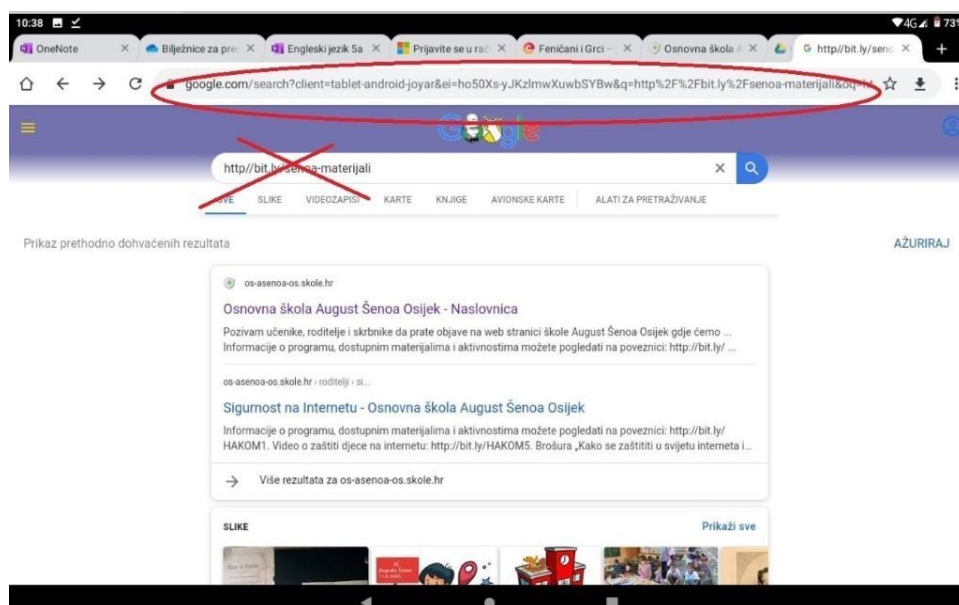 10:38 4G 73%
OneNote Bilježnice za pre Engleski jezik 5a Prijavite se u rač Feničani i Grci – Osnovna škola A http//bit.ly/seno
google.com/search?client=tablet-android-joyar&ei=ho50Xs-yJKzlmwXuwbSYBw&q=http%2F%2Fbit.ly%2Fsenoa-materijali&oq=ht
Google
http//bit.ly/senoa-materijali
SVE SLIKE VIDEOZAPISI KARTE KNJIGE AVIONSKE KARTE ALATI ZA PRETRAŽIVANJE
Prikaz prethodno dohvaćenih rezultata AŽURIRAJ
os-asenoa-os.skole.hr
Osnovna škola August Šenoa Osijek - Naslovnica
Pozivam učenike, roditelje i skrbnike da prate objave na web stranici škole August Šenoa Osijek gdje ćemo ...
Informacije o programu, dostupnim materijalima i aktivnostima možete pogledati na poveznici: http://bit.ly/ ...
os-asenoa-os.skole.hr › roditelji › si...
Sigurnost na Internetu - Osnovna škola August Šenoa Osijek
Informacije o programu, dostupnim materijalima i aktivnostima možete pogledati na poveznici: http://bit.ly/
HAKOM1. Video o zaštiti djece na internetu: http://bit.ly/HAKOM5. Brošura „Kako se zaštititi u svijetu interneta i...
Više rezultata za os-asenoa-os.skole.hr
SLIKE Prikaži sve